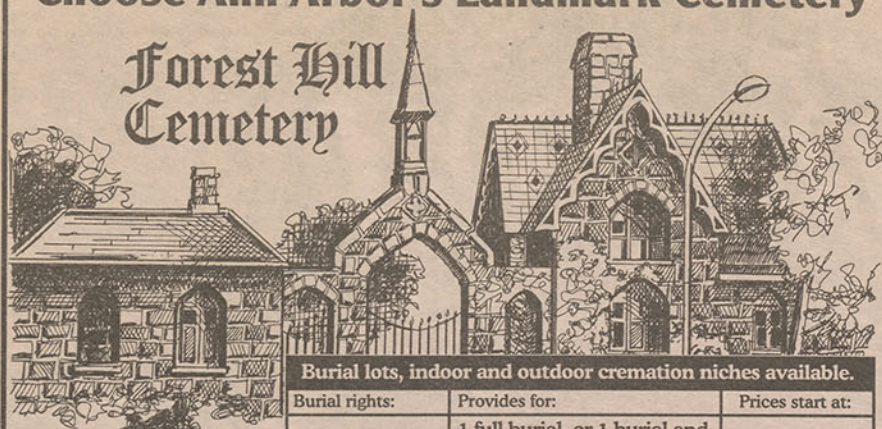 Choose Ann Arbor's Landmark Cemetery
Forest Hill
Cemetery
Burial lots, indoor and outdoor cremation niches available.
Burial rights:
Provides for:
Prices start at:
1 full burial, or 1 burial and